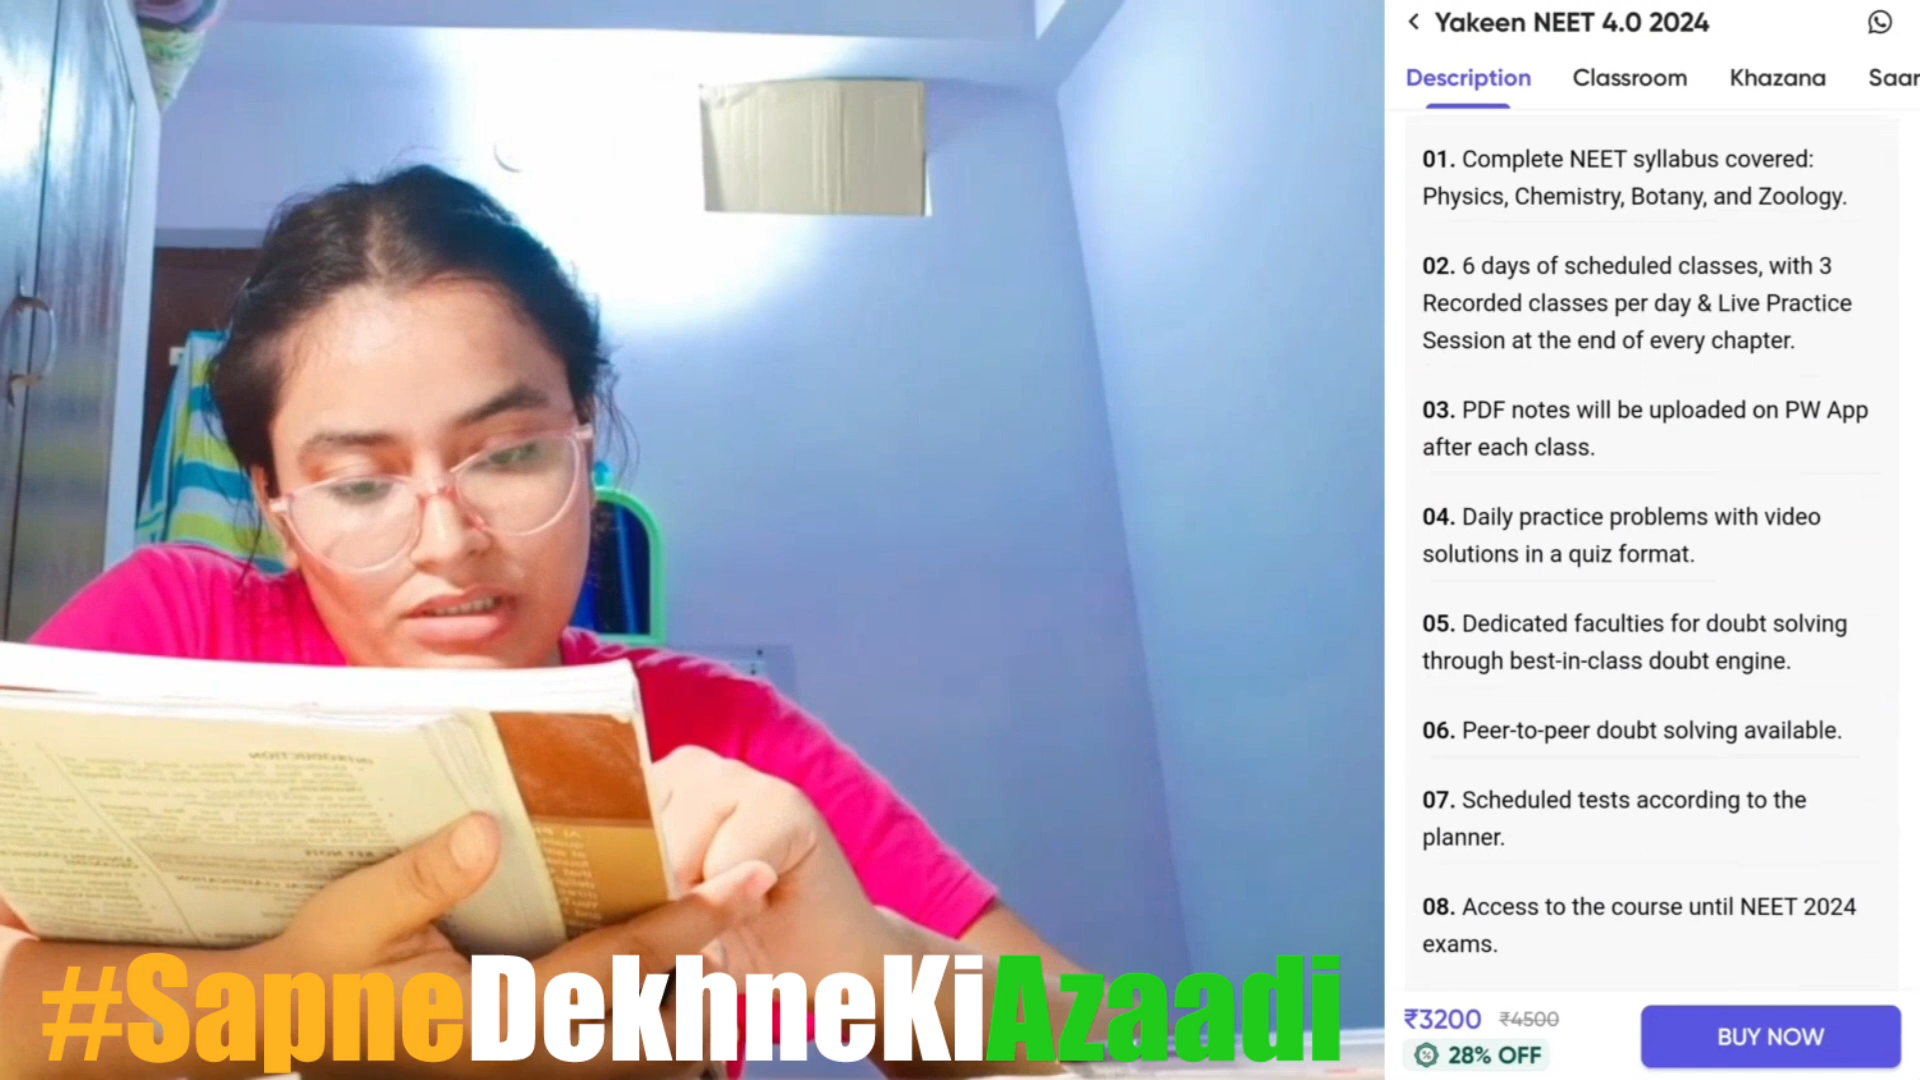 Yakeen NEET 4.0 2024
Description Classroom Khazana Saar
01. Complete NEET syllabus covered:
Physics, Chemistry, Botany, and Zoology.
02. 6 days of scheduled classes, with 3
Recorded classes per day & Live Practice
Session at the end of every chapter.
03. PDF notes will be uploaded on PW App
after each class.
04. Daily practice problems with video
solutions in a quiz format.
05. Dedicated faculties for doubt solving
through best-in-class doubt engine.
06. Peer-to-peer doubt solving available.
07. Scheduled tests according to the
planner.
08. Access to the course until NEET 2024
exams.
₹3200 ₹4500
28% OFF
BUY NOW
#SapneDekhneKiAzaadi
INTRODUCTION
KEY NOTE